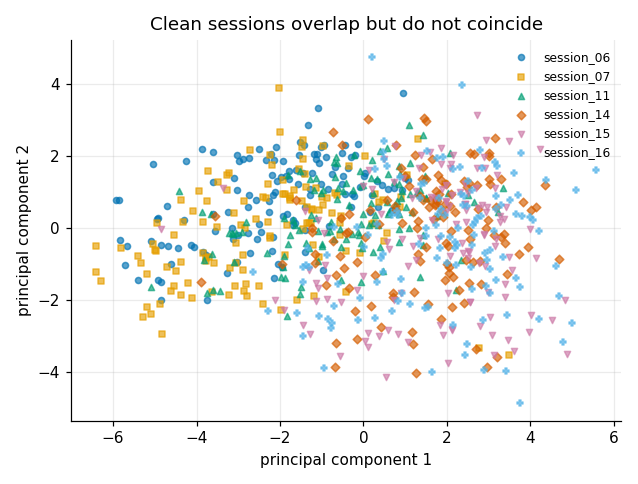 Clean sessions overlap but do not coincide
session_06
session_07
session_11
session_14
session_15
session_16
4
2
0
−2
−4
principal component 2
−6
−4
−2
0
2
4
6
principal component 1